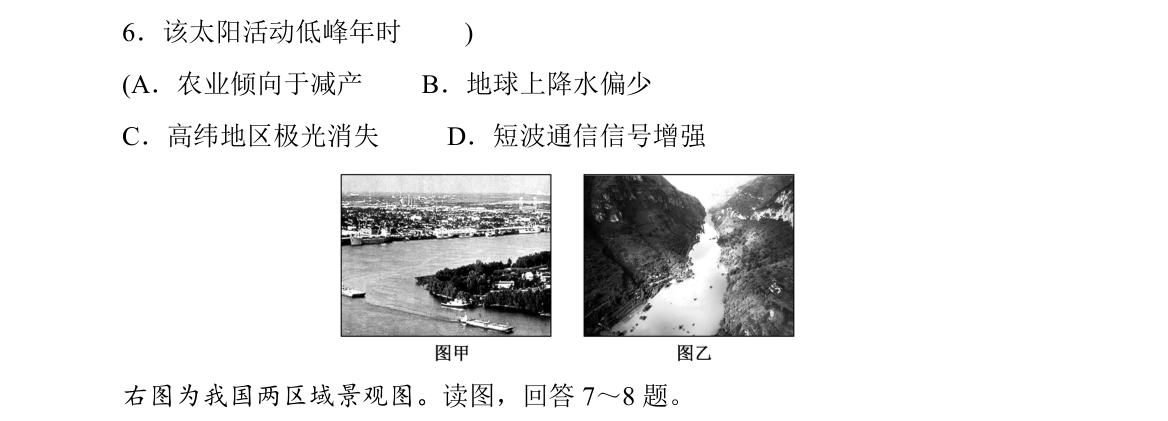 6．该太阳活动低峰年时　　)
(A．农业倾向于减产　　B．地球上降水偏少
C．高纬地区极光消失　　D．短波通信信号增强
图甲　　图乙
右图为我国两区域景观图。读图，回答 7～8 题。